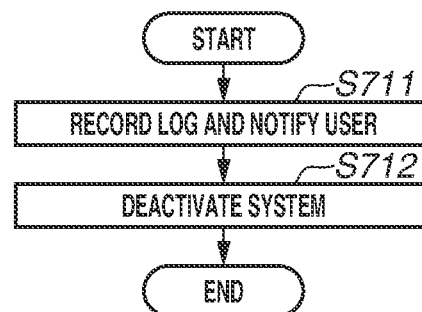 START
S711
RECORD LOG AND NOTIFY USER
S712
DEACTIVATE SYSTEM
END